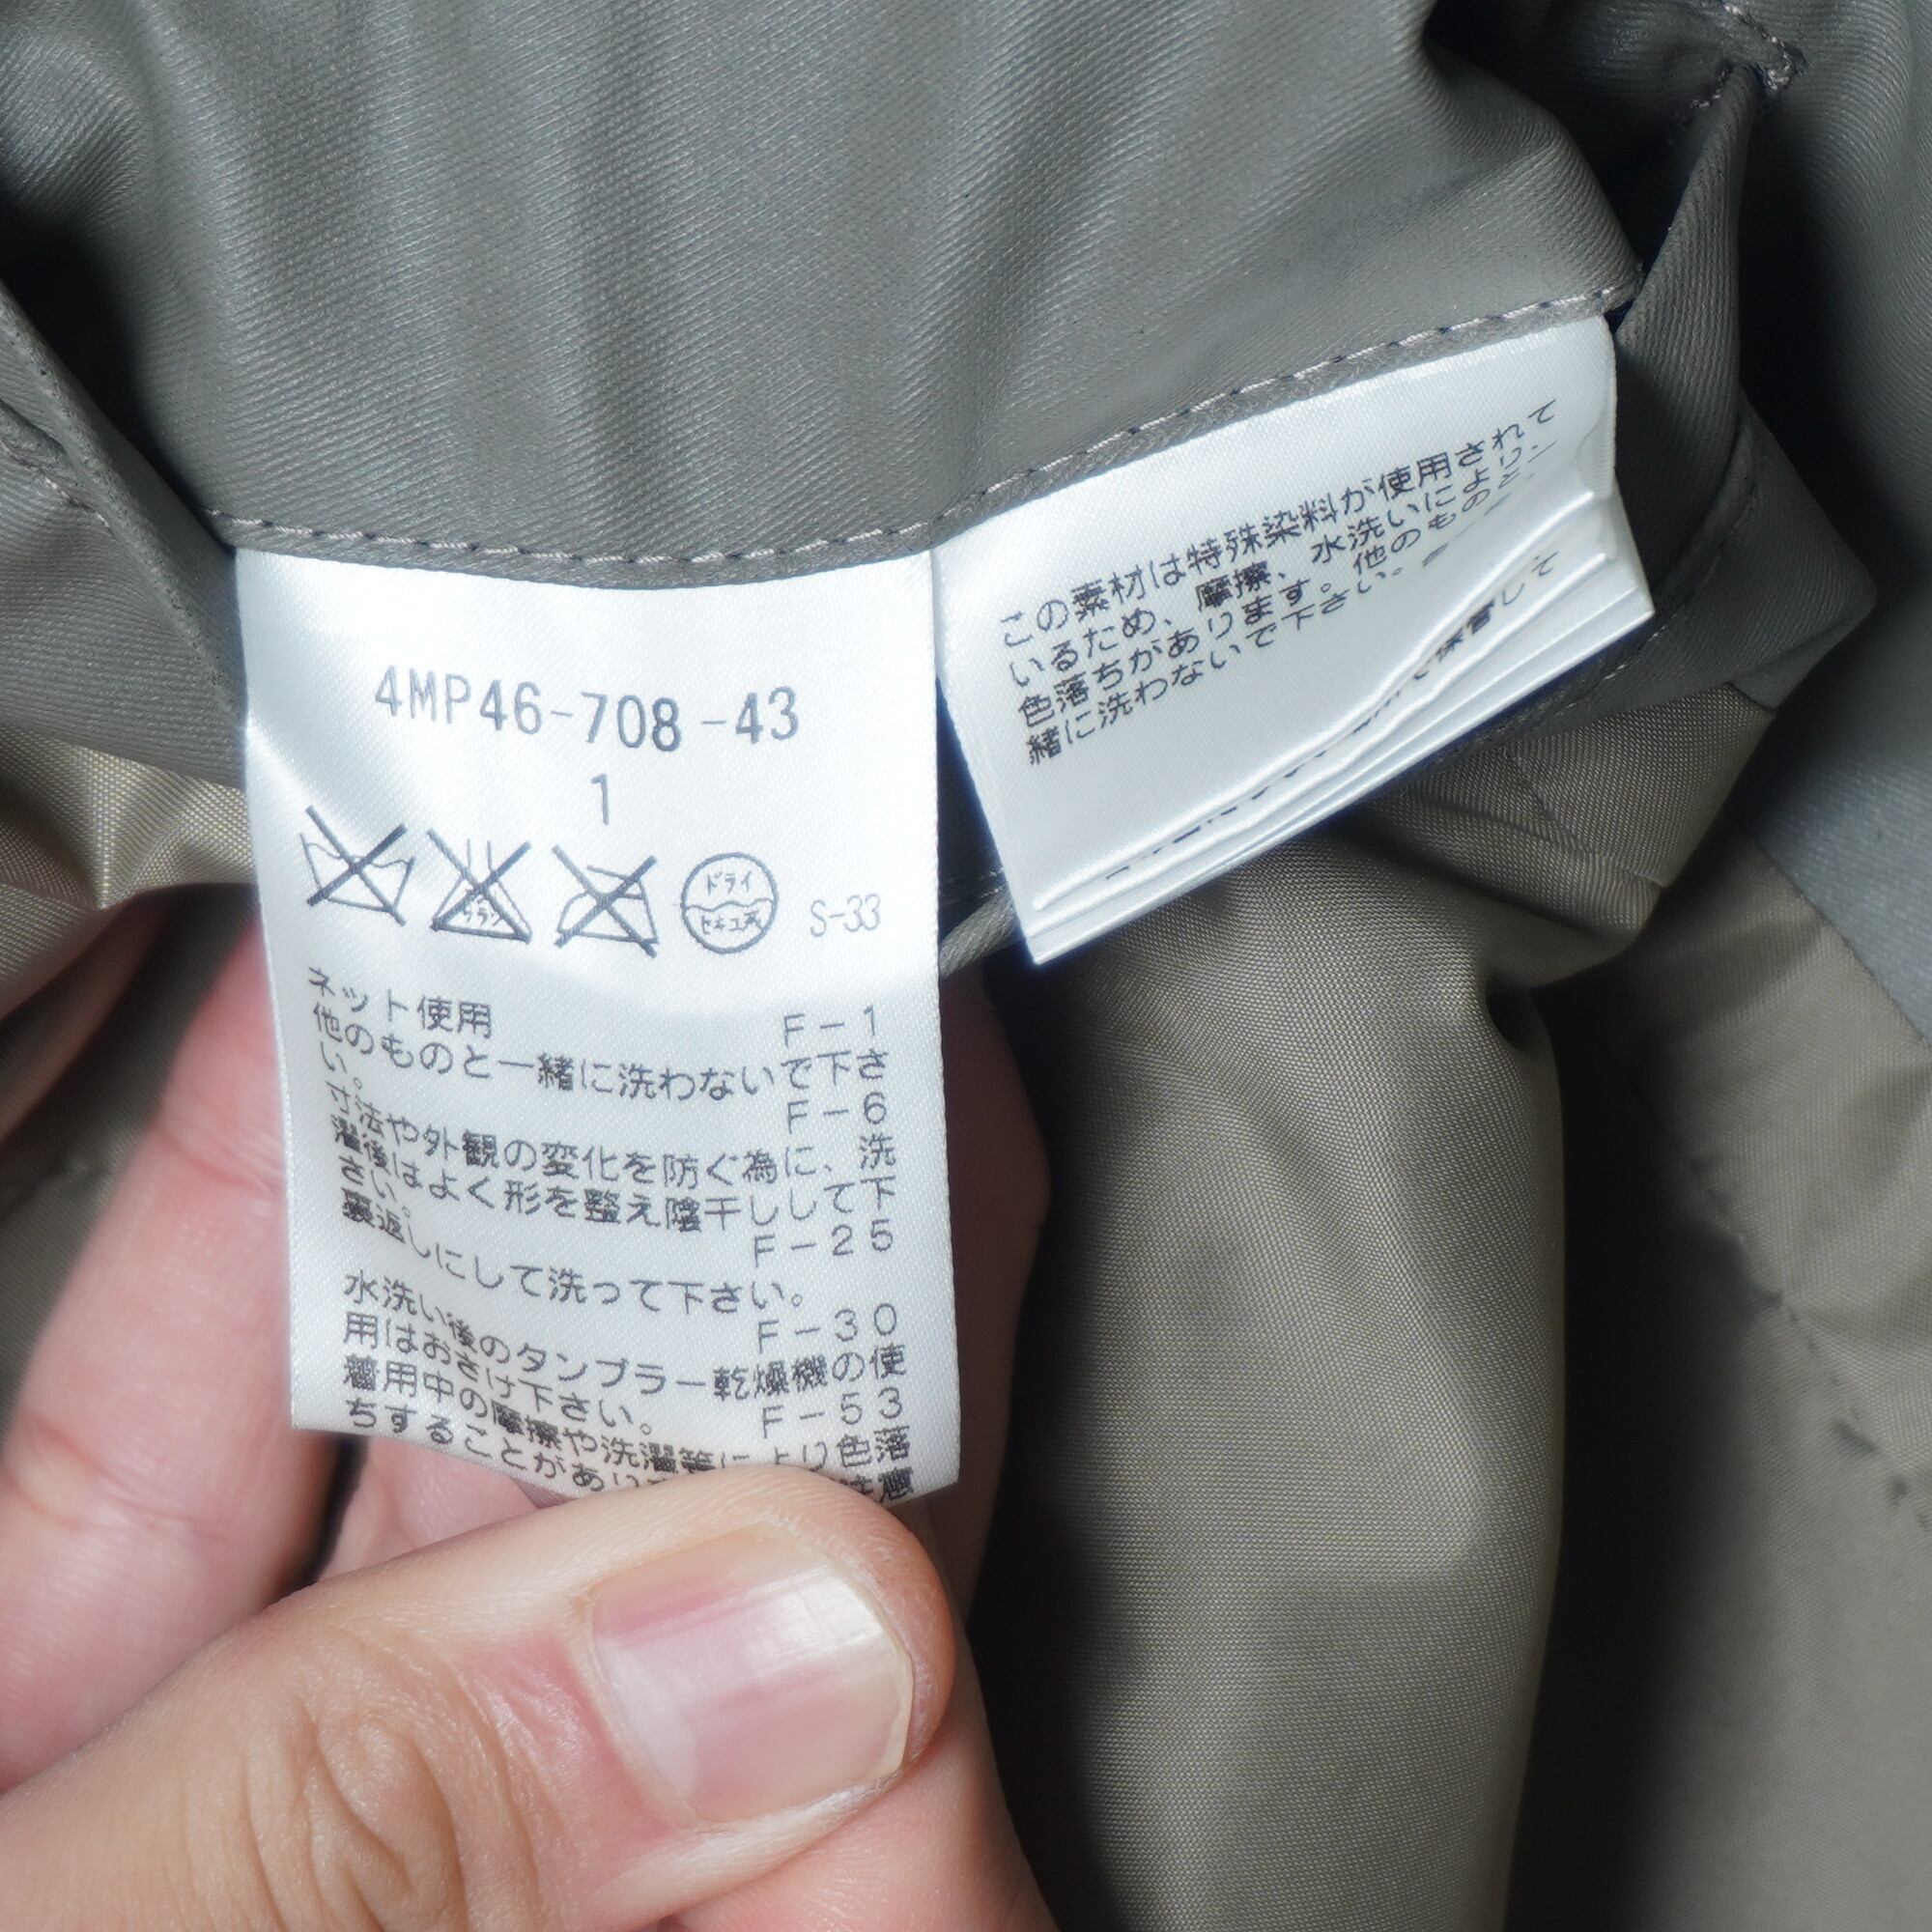 4MP46-708-43
1
ドライ
セキユ系
S-33
ネット使用
F-1
他のものと一緒に洗わないで下さ
い。
F-6
寸法や外観の変化を防ぐ為に、洗
濯後はよく形を整え陰干しして下
さい。
F-25
裏返しにして洗って下さい。
F-30
水洗い後のタンブラー乾燥機の使
用はおさけ下さい。
F-53
着用中の摩擦や洗濯等により色落
ちすることがあり
この素材は特殊染料が使用されて
いるため、摩擦、水洗いにより
色落ちがあります。他のものと
緒に洗わないで下さい。